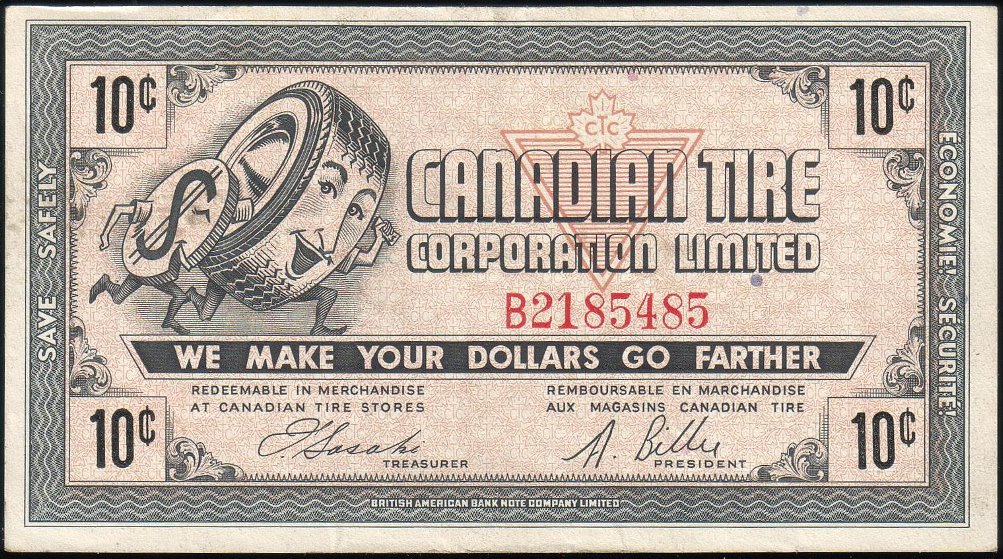 10¢ 10¢
CTC
CANADIAN TIRE
CORPORATION LIMITED
$
SAVE SAFELY
ÉCONOMIE, SÉCURITÉ!
B2185485
WE MAKE YOUR DOLLARS GO FARTHER
REDEEMABLE IN MERCHANDISE
AT CANADIAN TIRE STORES
REMBOURSABLE EN MARCHANDISE
AUX MAGASINS CANADIAN TIRE
10¢ 10¢
J. Sasaki
TREASURER
A. Billes
PRESIDENT
BRITISH AMERICAN BANK NOTE COMPANY LIMITED